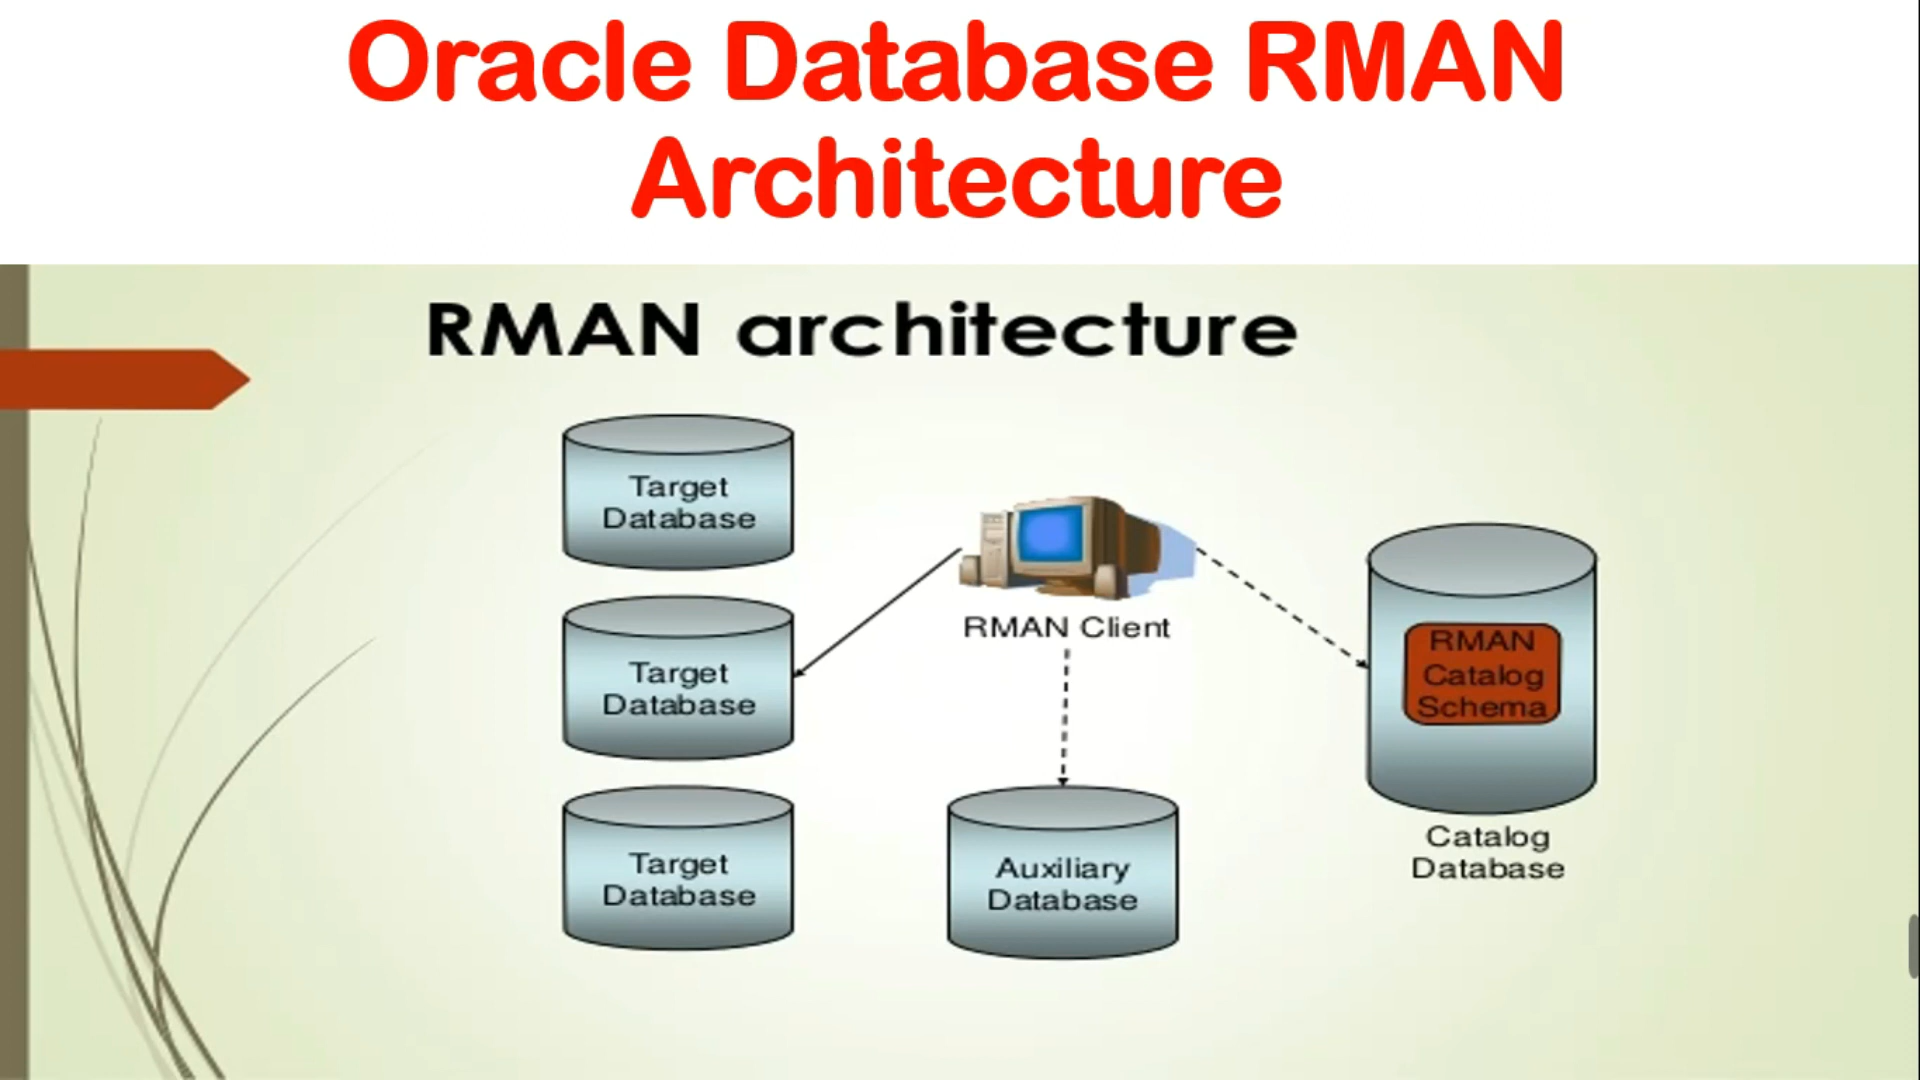 Oracle Database RMAN
Architecture
RMAN architecture
Target
Database
Target
Database
Target
Database
RMAN Client
Auxiliary
Database
RMAN
Catalog
Schema
Catalog
Database